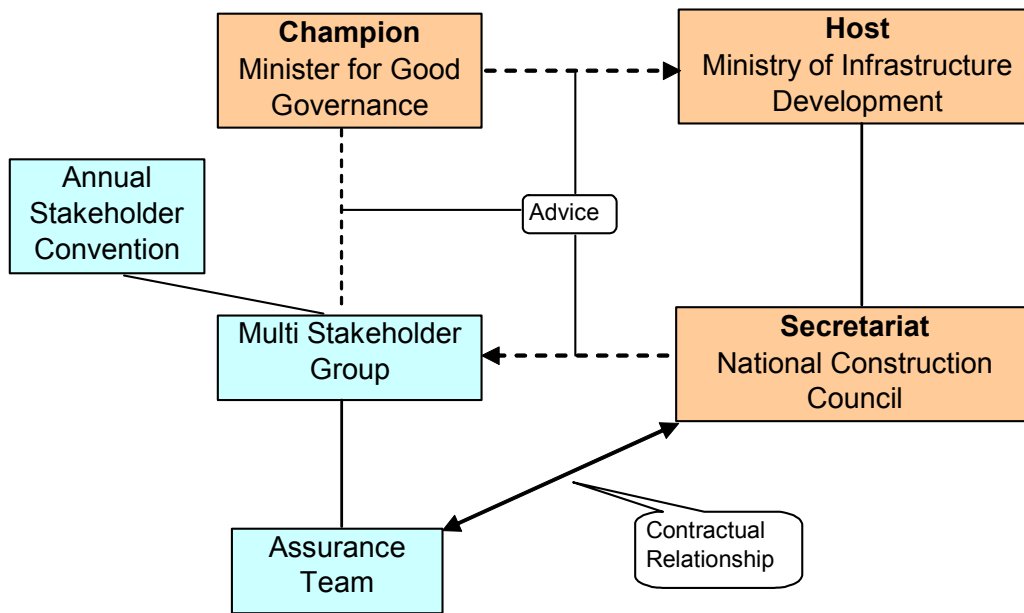 Champion
Minister for Good
Governance
Host
Ministry of Infrastructure
Development
Annual
Stakeholder
Convention
Advice
Multi Stakeholder
Group
Secretariat
National Construction
Council
Assurance
Team
Contractual
Relationship